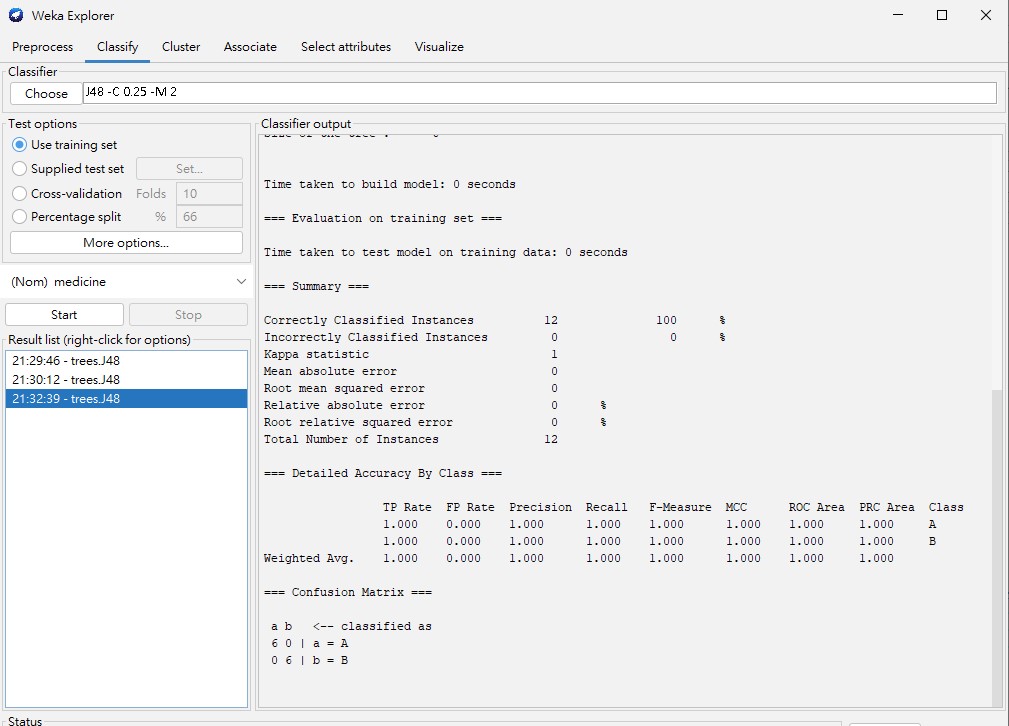 Weka Explorer
Preprocess Classify Cluster Associate Select attributes Visualize
Classifier
Choose J48 -C 0.25 -M 2
Test options
Use training set
Supplied test set Set...
Cross-validation Folds 10
Percentage split % 66
More options...
(Nom) medicine
Start Stop
Result list (right-click for options)
21:29:46 - trees.J48
21:30:12 - trees.J48
21:32:39 - trees.J48
Classifier output
Time taken to build model: 0 seconds
=== Evaluation on training set ===
Time taken to test model on training data: 0 seconds
=== Summary ===
Correctly Classified Instances 12 100 %
Incorrectly Classified Instances 0 0 %
Kappa statistic 1
Mean absolute error 0
Root mean squared error 0
Relative absolute error 0 %
Root relative squared error 0 %
Total Number of Instances 12
=== Detailed Accuracy By Class ===
TP Rate FP Rate Precision Recall F-Measure MCC ROC Area PRC Area Class
1.000 0.000 1.000 1.000 1.000 1.000 1.000 1.000 A
1.000 0.000 1.000 1.000 1.000 1.000 1.000 1.000 B
Weighted Avg. 1.000 0.000 1.000 1.000 1.000 1.000 1.000 1.000
=== Confusion Matrix ===
a b <-- classified as
6 0 | a = A
0 6 | b = B
Status